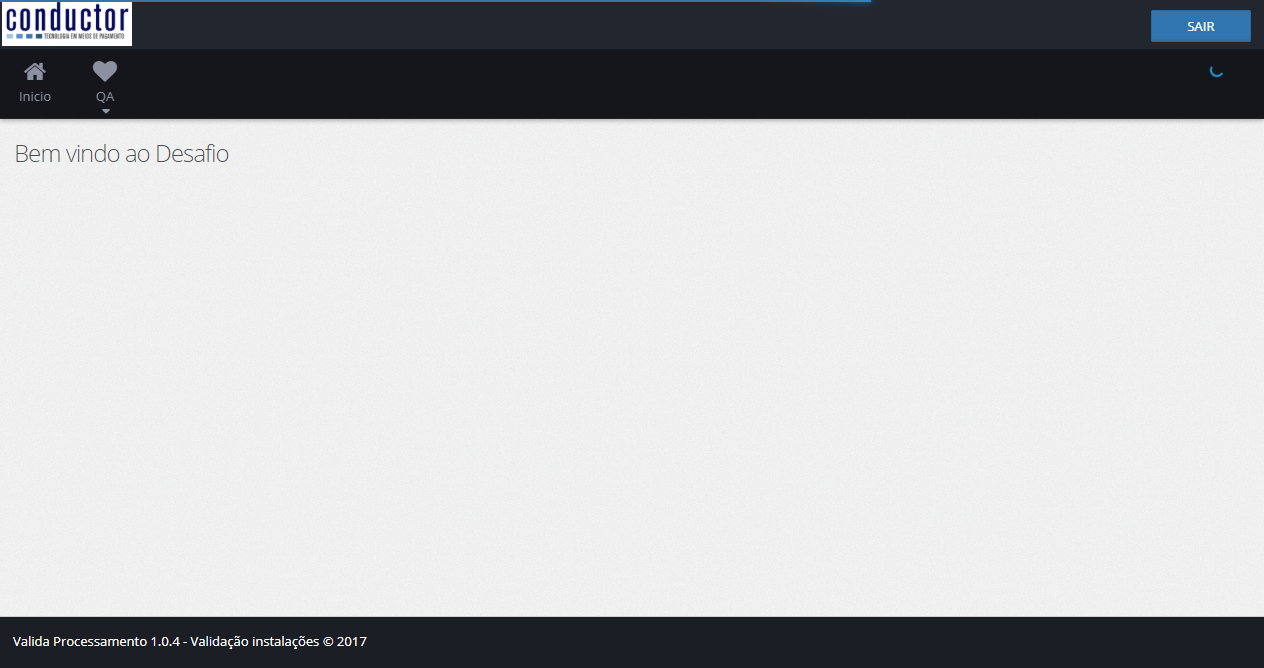 conductor
TECNOLOGIA EM MEIOS DE PAGAMENTO
SAIR
Inicio
QA
Bem vindo ao Desafio
Valida Processamento 1.0.4 - Validação instalações © 2017